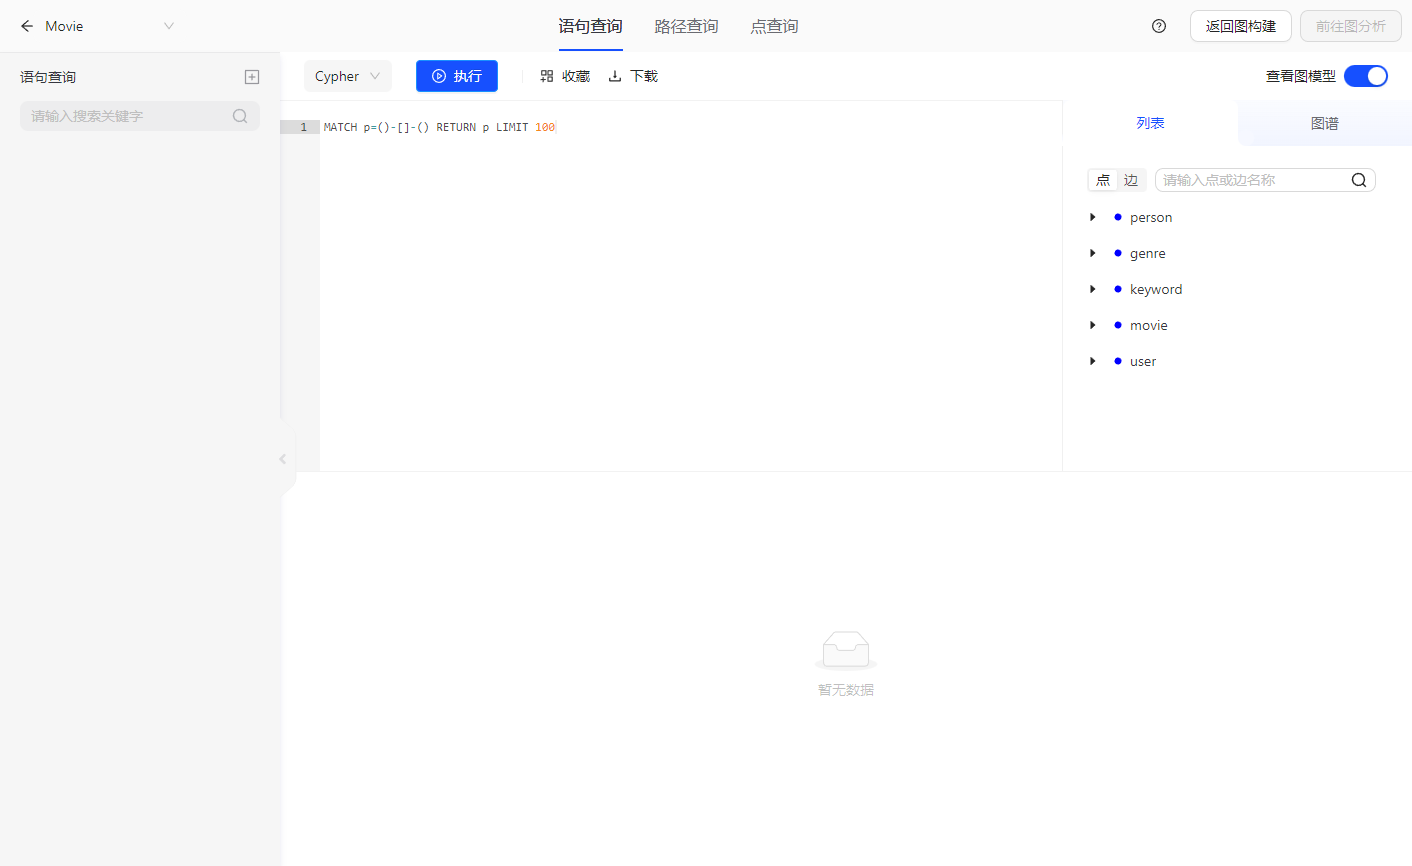 Movie
语句查询
路径查询
点查询
返回图构建
前往图分析
语句查询
请输入搜索关键字
Cypher
执行
收藏
下载
查看图模型
1 MATCH p=()-[]-() RETURN p LIMIT 100
列表
图谱
点
边
请输入点或边名称
person
genre
keyword
movie
user
暂无数据